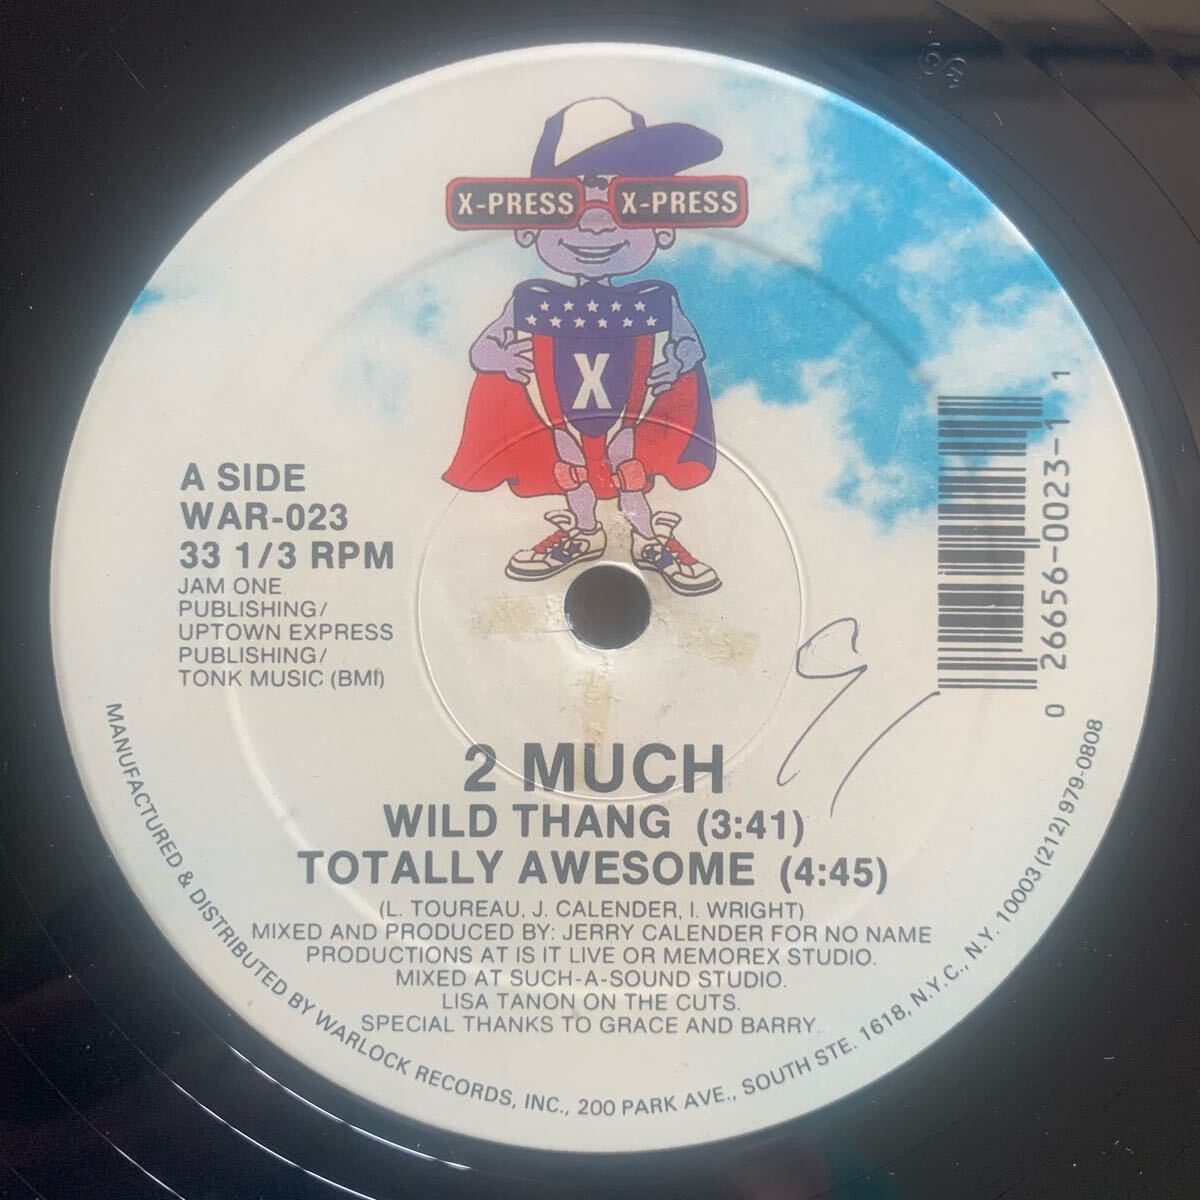 X-PRESS X-PRESS
X
A SIDE
WAR-023
33 1/3 RPM
JAM ONE
PUBLISHING/
UPTOWN EXPRESS
PUBLISHING/
TONK MUSIC (BMI)
0 26656-0023-1 1
2 MUCH
WILD THANG (3:41)
TOTALLY AWESOME (4:45)
(L. TOUREAU, J. CALENDER, I. WRIGHT)
MIXED AND PRODUCED BY: JERRY CALENDER FOR NO NAME
PRODUCTIONS AT IS IT LIVE OR MEMOREX STUDIO.
MIXED AT SUCH-A-SOUND STUDIO.
LISA TANON ON THE CUTS.
SPECIAL THANKS TO GRACE AND BARRY.
MANUFACTURED & DISTRIBUTED BY WARLOCK RECORDS, INC., 200 PARK AVE., SOUTH STE. 1618, N.Y.C., N.Y. 10003 (212) 979-0808